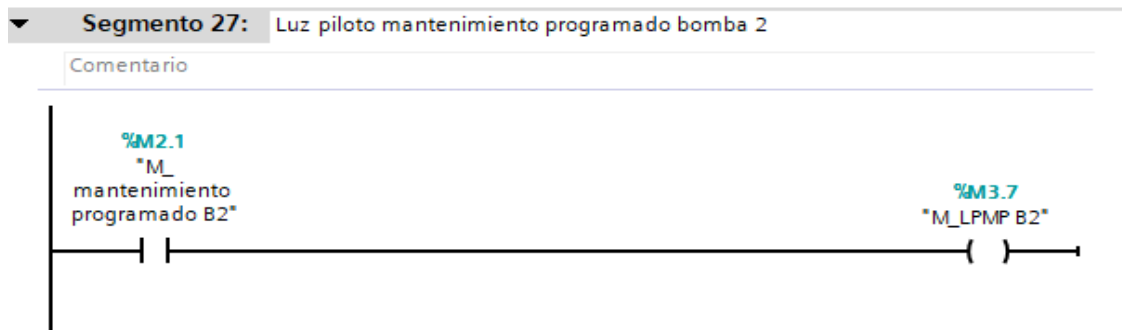 Segmento 27: Luz piloto mantenimiento programado bomba 2
Comentario
%M2.1
"M_
mantenimiento
programado B2"
%M3.7
"M_LPMP B2"